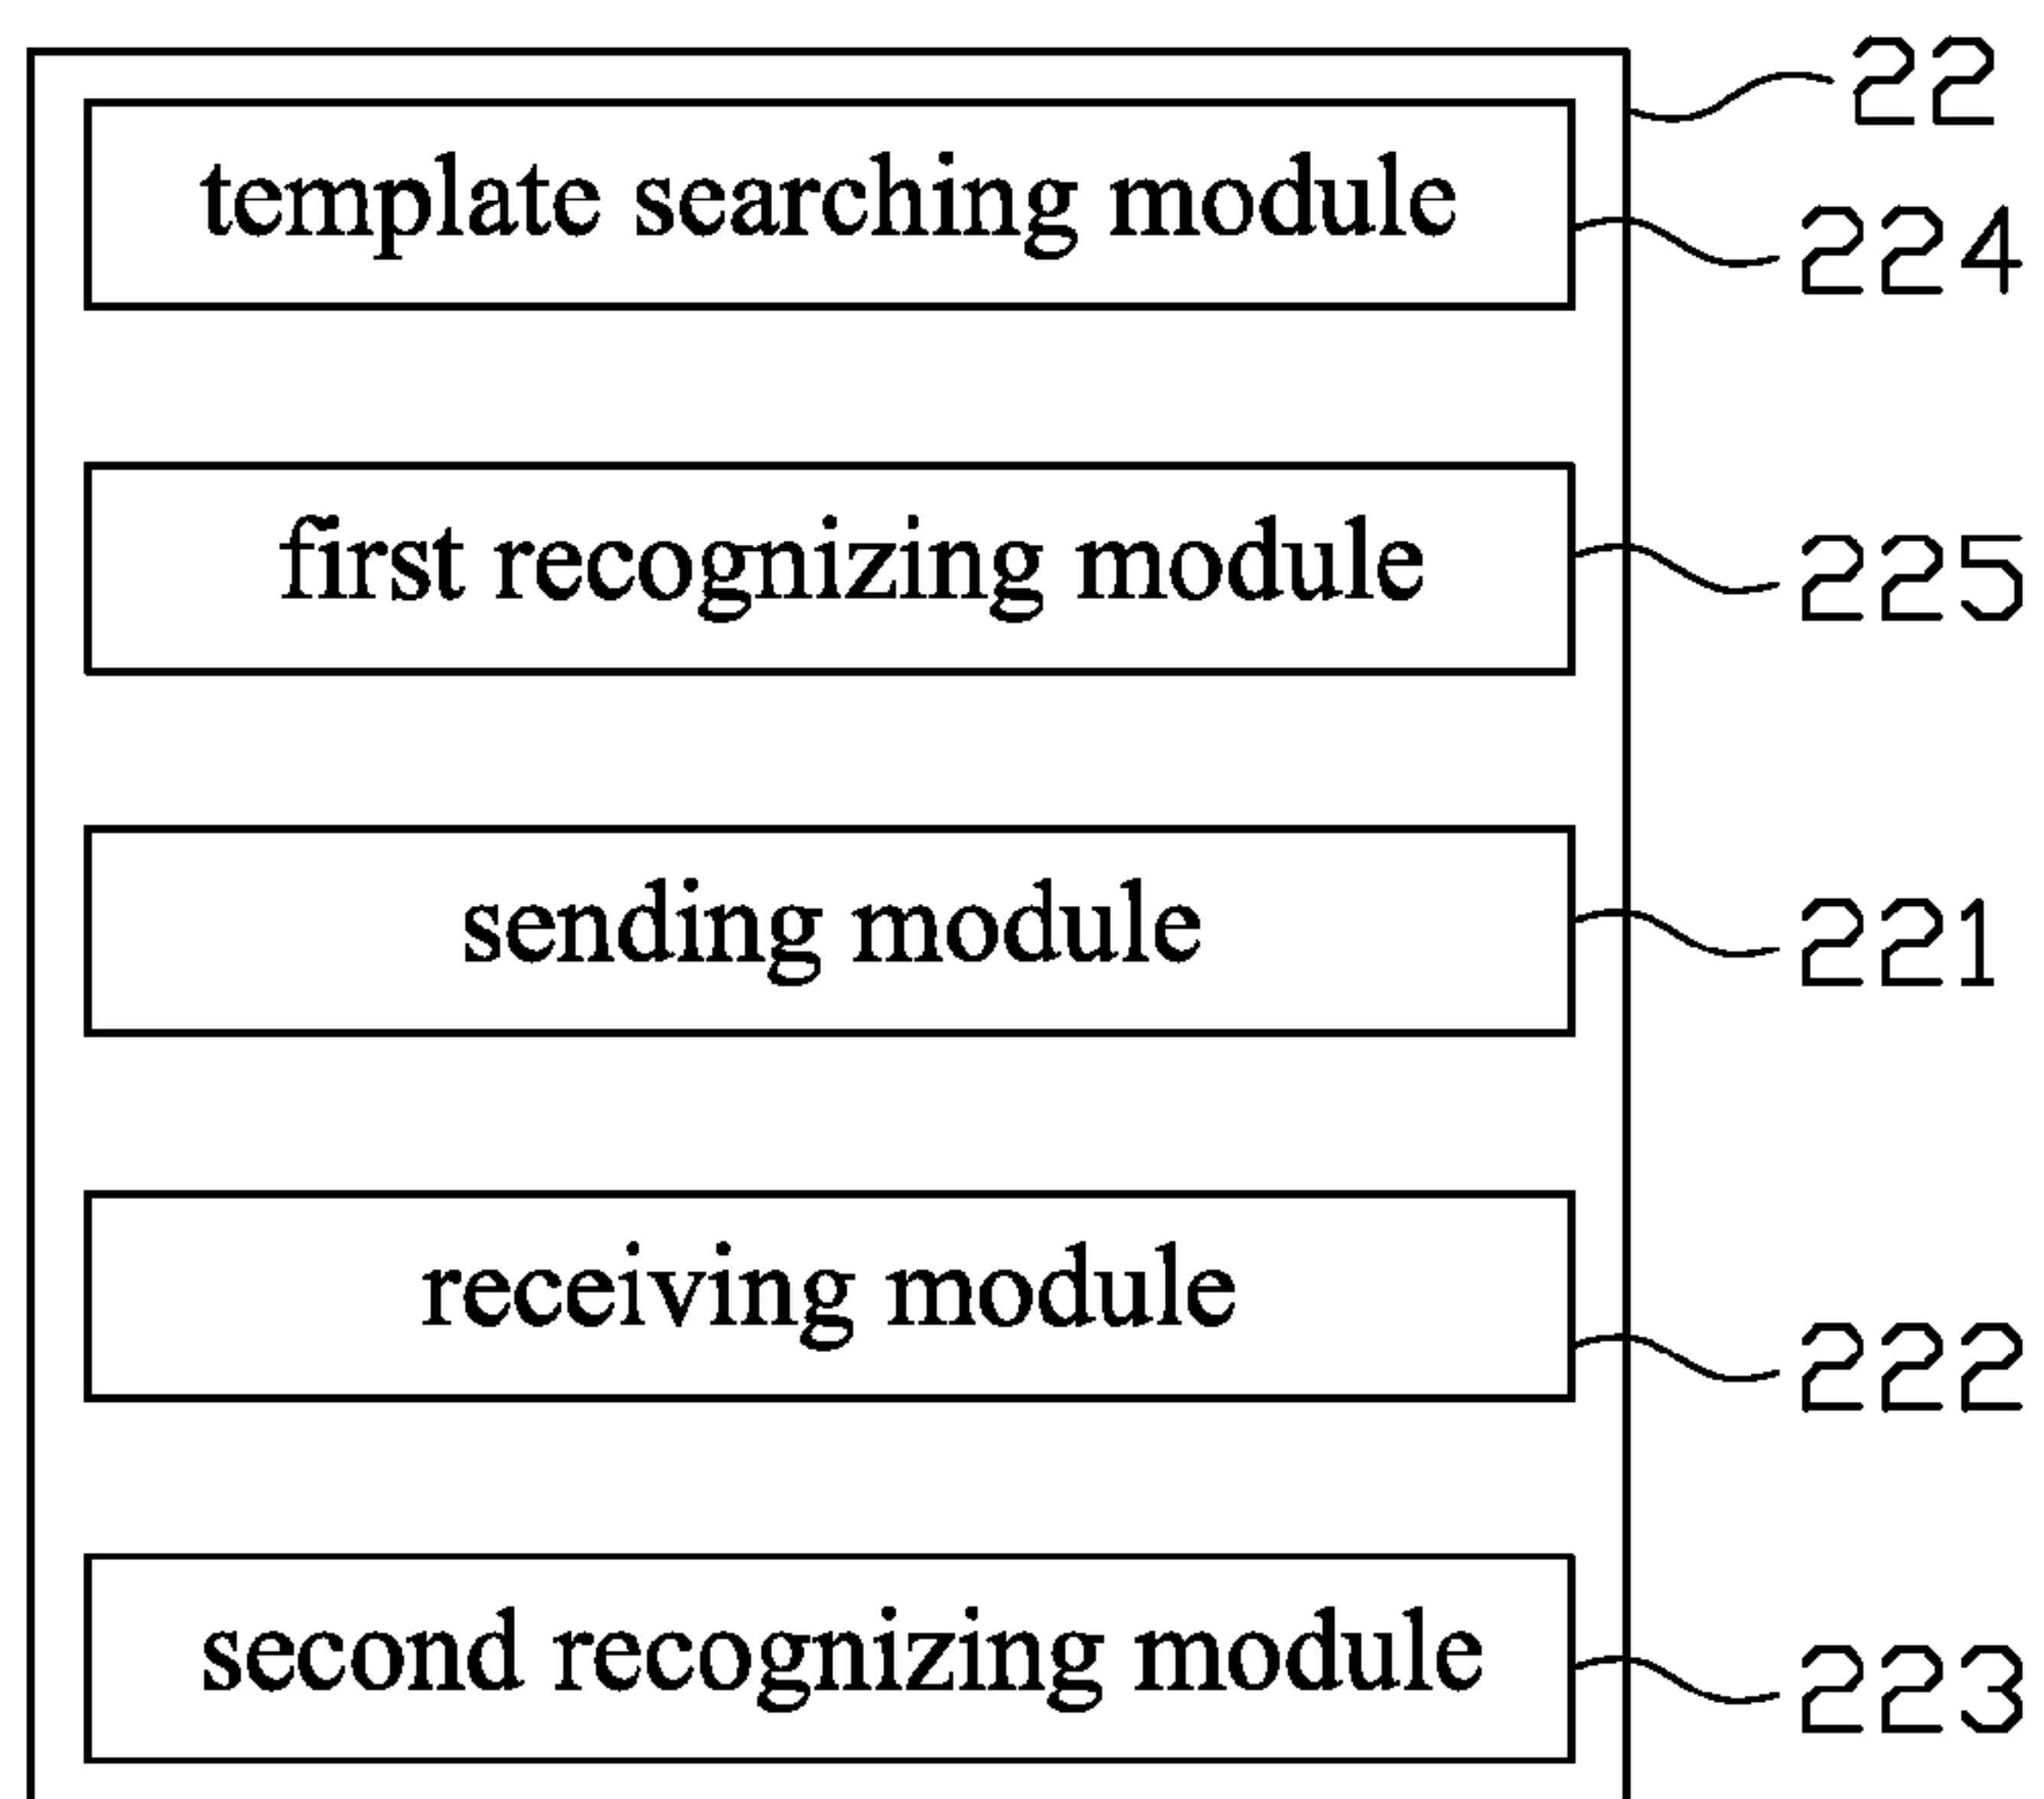 22
template searching module
224
first recognizing module
225
sending module
221
receiving module
222
second recognizing module
223